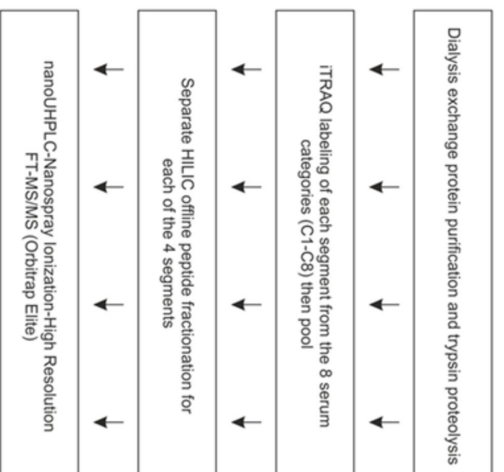 Dialysis exchange protein purification and trypsin proteolysis
iTRAQ labeling of each segment from the 8 serum
categories (C1-C8) then pool
Separate HILIC offline peptide fractionation for
each of the 4 segments
nanoUHPLC-Nanospray Ionization-High Resolution
FT-MS/MS (Orbitrap Elite)